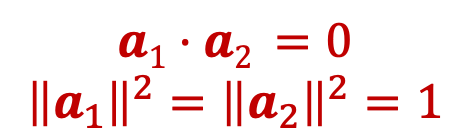 𝒂₁ · 𝒂₂ = 0
‖𝒂₁‖² = ‖𝒂₂‖² = 1